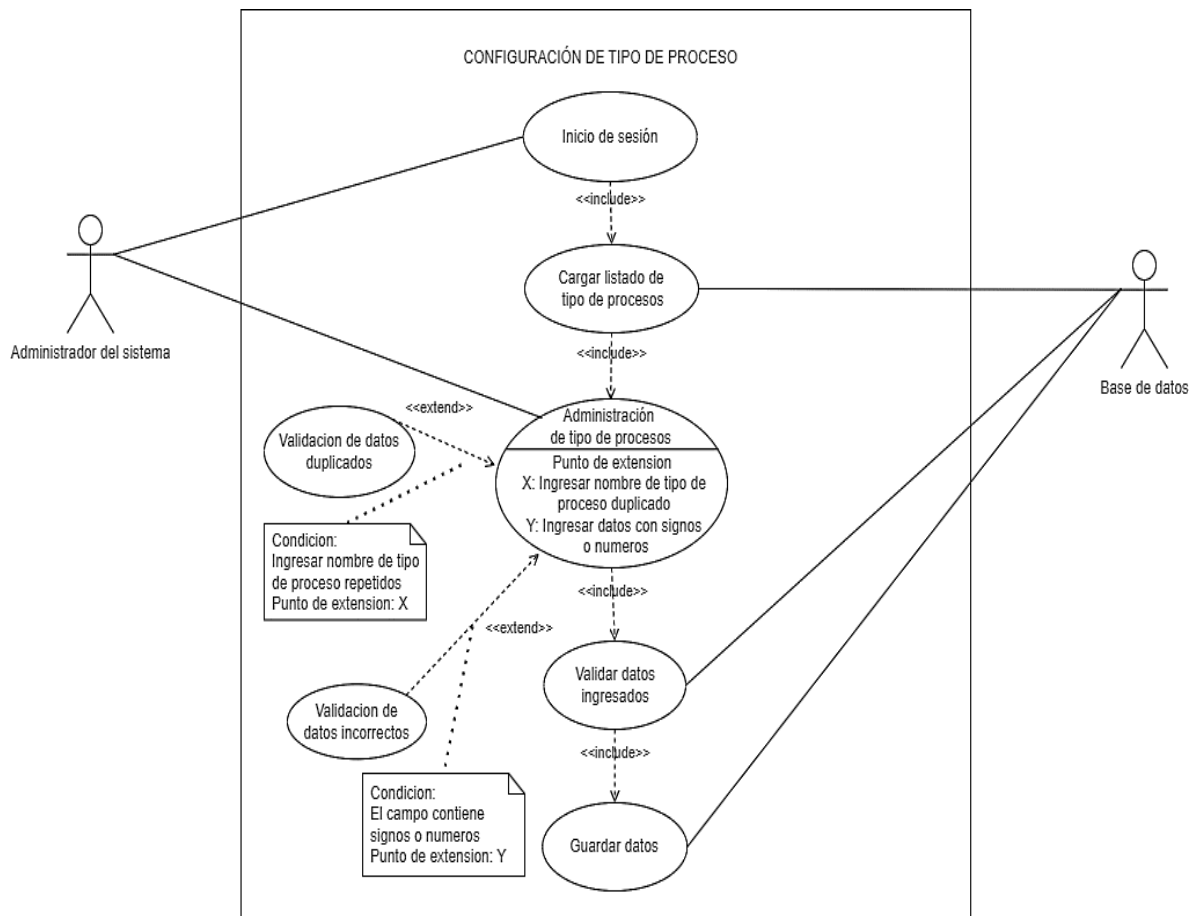 CONFIGURACIÓN DE TIPO DE PROCESO
Inicio de sesión
<<include>>
Cargar listado de
tipo de procesos
Administrador del sistema
Base de datos
<<include>>
<<extend>>
Administración
de tipo de procesos
Punto de extension
X: Ingresar nombre de tipo de
proceso duplicado
Y: Ingresar datos con signos
o numeros
Validacion de datos
duplicados
Condicion:
Ingresar nombre de tipo
de proceso repetidos
Punto de extension: X
<<include>>
<<extend>>
Validar datos
ingresados
Validacion de
datos incorrectos
<<include>>
Condicion:
El campo contiene
signos o numeros
Punto de extension: Y
Guardar datos